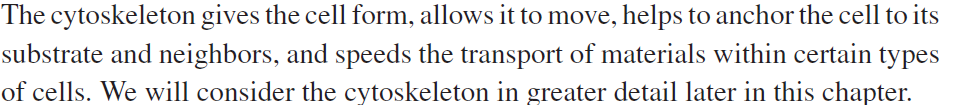 The cytoskeleton gives the cell form, allows it to move, helps to anchor the cell to its
substrate and neighbors, and speeds the transport of materials within certain types
of cells. We will consider the cytoskeleton in greater detail later in this chapter.